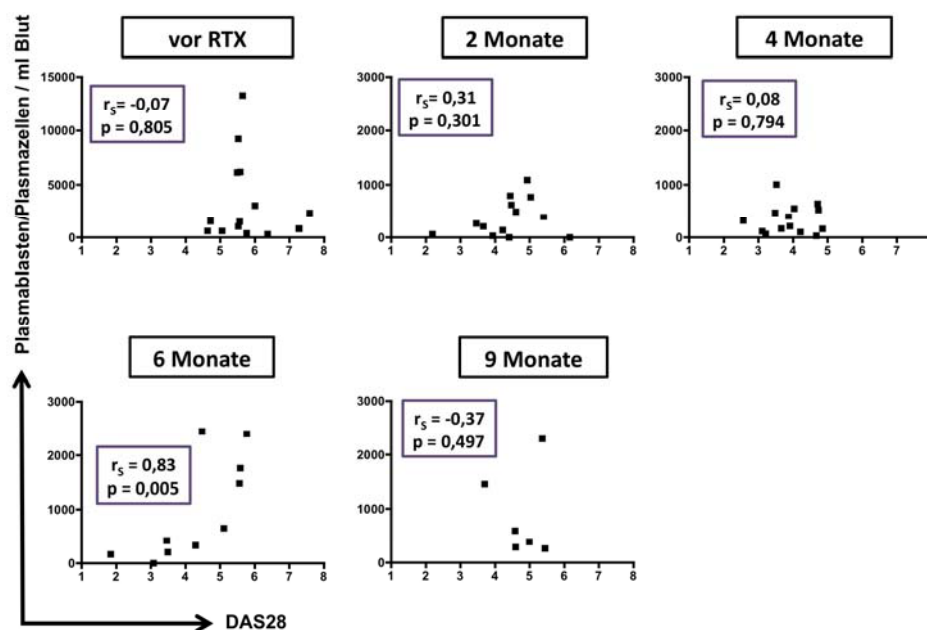 vor RTX
2 Monate
4 Monate
Plasmablasten/Plasmazellen / ml Blut
15000
10000
5000
0
1 2 3 4 5 6 7 8
rS= -0,07
p = 0,805
3000
2000
1000
0
1 2 3 4 5 6 7 8
rS= 0,31
p = 0,301
3000
2000
1000
0
1 2 3 4 5 6 7
rS= 0,08
p = 0,794
6 Monate
9 Monate
3000
2000
1000
0
1 2 3 4 5 6 7 8
rS = 0,83
p = 0,005
3000
2000
1000
0
1 2 3 4 5 6 7 8
rS = -0,37
p = 0,497
DAS28